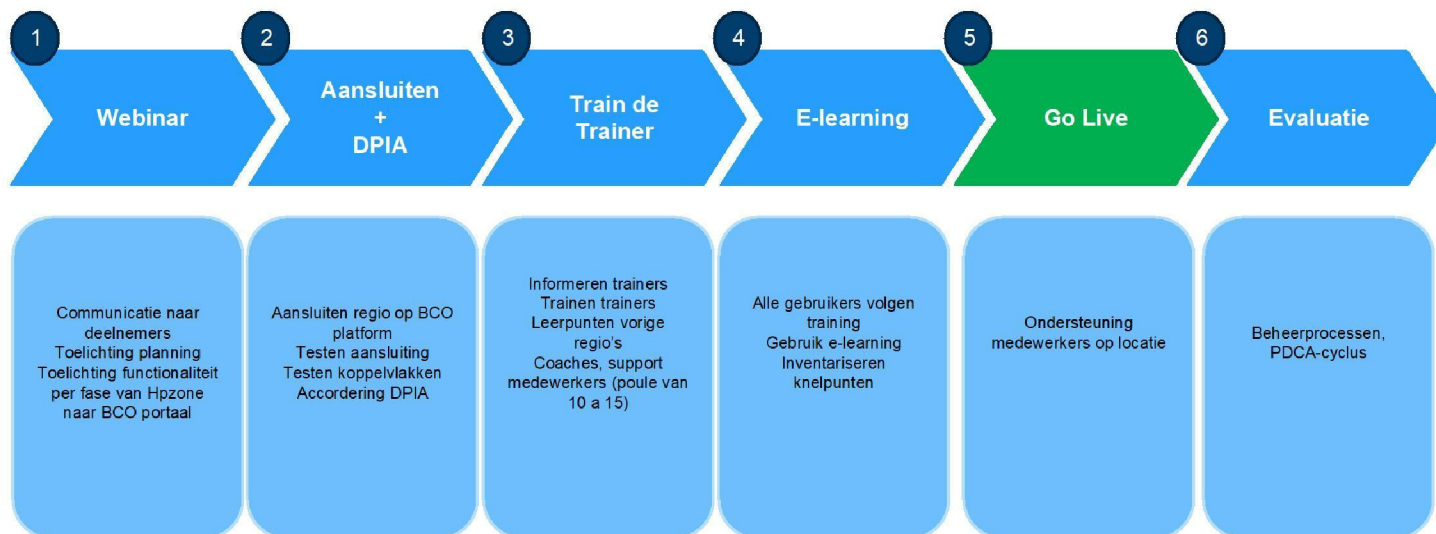 1
Webinar
2
Aansluiten
+
DPIA
3
Train de
Trainer
4
E-learning
5
Go Live
6
Evaluatie
Communicatie naar
deelnemers
Toelichting planning
Toelichting functionaliteit
per fase van Hpzone
naar BCO portaal
Aansluiten regio op BCO
platform
Testen aansluiting
Testen koppelvlakken
Accordering DPIA
Informeren trainers
Trainen trainers
Leerpunten vorige
regio's
Coaches, support
medewerkers (poule van
10 a 15)
Alle gebruikers volgen
training
Gebruik e-learning
Inventariseren
knelpunten
Ondersteuning
medewerkers op locatie
Beheerprocessen,
PDCA-cyclus